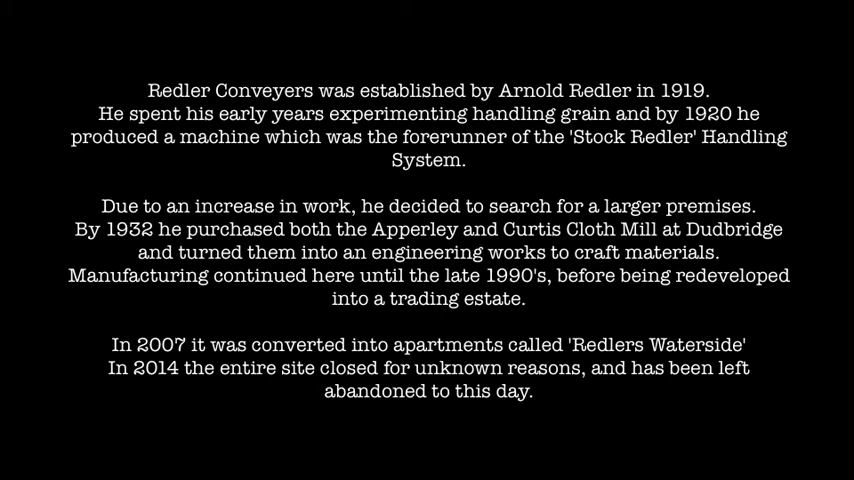 Redler Conveyers was established by Arnold Redler in 1919.
He spent his early years experimenting handling grain and by 1920 he
produced a machine which was the forerunner of the 'Stock Redler' Handling
System.
Due to an increase in work, he decided to search for a larger premises.
By 1932 he purchased both the Apperley and Curtis Cloth Mill at Dudbridge
and turned them into an engineering works to craft materials.
Manufacturing continued here until the late 1990's, before being redeveloped
into a trading estate.
In 2007 it was converted into apartments called 'Redlers Waterside'
In 2014 the entire site closed for unknown reasons, and has been left
abandoned to this day.